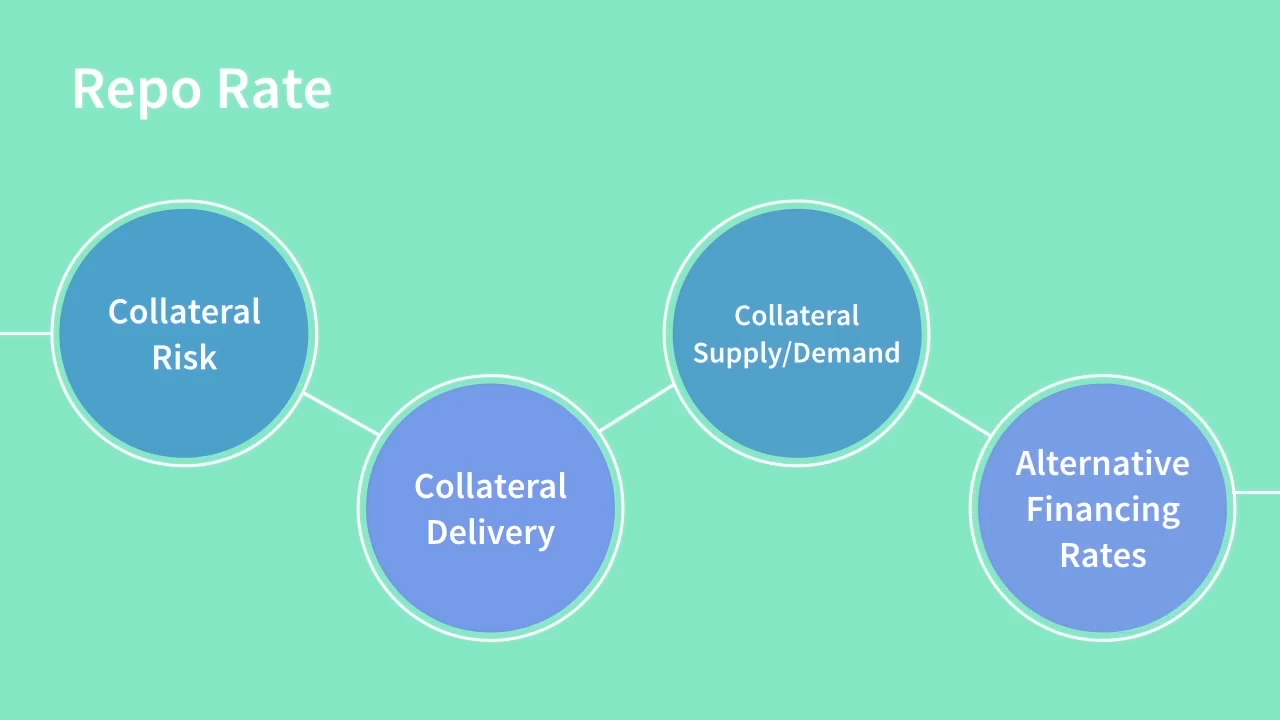 Repo Rate
Collateral
Risk
Collateral
Delivery
Collateral
Supply/Demand
Alternative
Financing
Rates